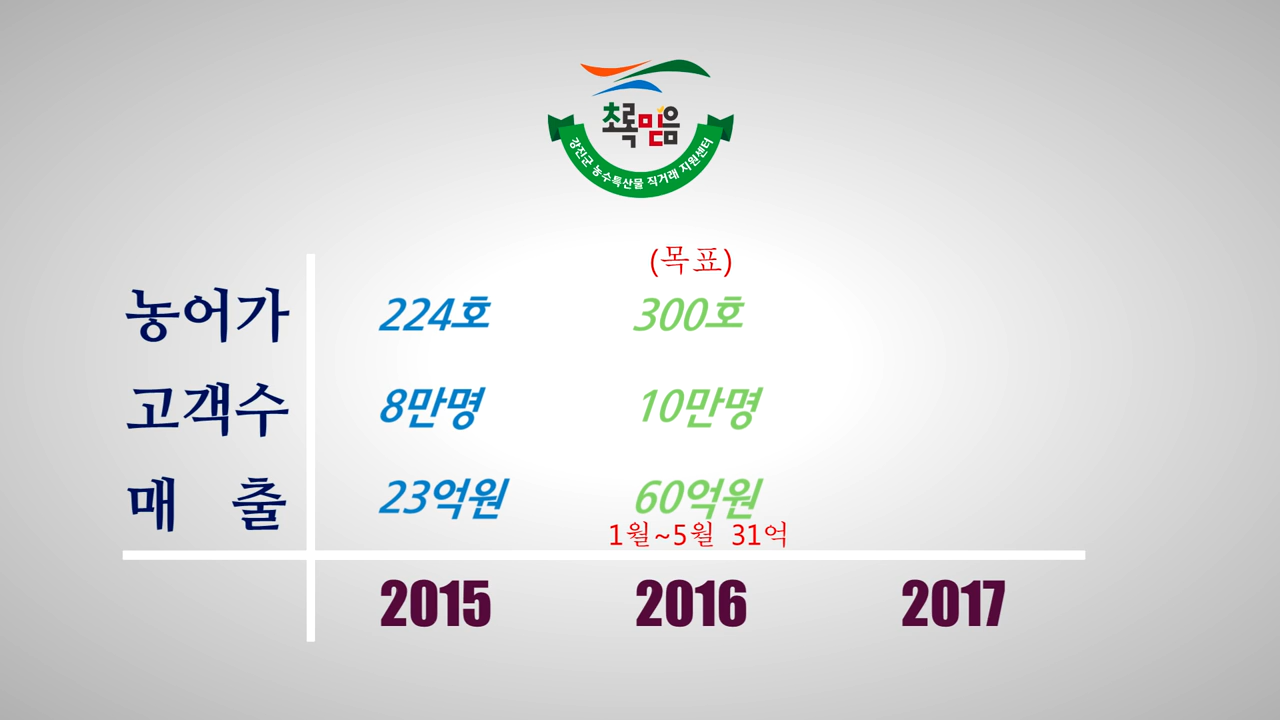 초록믿음
강진군 농수특산물 직거래 지원센터
(목표)
농어가 224호 300호
고객수 8만명 10만명
매 출 23억원 60억원
1월~5월 31억
2015 2016 2017